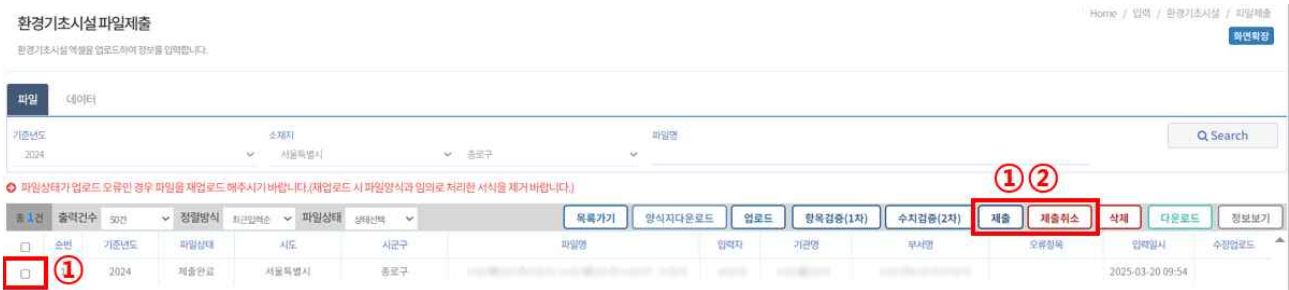 Home / 입력 / 환경기초시설 / 파일제출
환경기초시설 파일제출
환경기초시설 엑셀을 업로드하여 정보를 입력합니다.
화면확장
파일 데이터
기준년도 소재지 파일명
2024 서울특별시 종로구
Search
파일상태가 업로드 오류인 경우 파일을 재업로드 해주시기 바랍니다.(재업로드 시 파일양식과 임의로 처리한 서식을 제거 바랍니다.)
① ②
총 1건 출력건수 50건 정렬방식 최근입력순 파일상태 상태선택 목록가기 양식지다운로드 업로드 항목검증(1차) 수치검증(2차) 제출 제출취소 삭제 다운로드 정보보기
순번 기준년도 파일상태 시도 시군구 파일명 입력자 기관명 부서명 오류항목 입력일시 수정업로드
① 2024 제출완료 서울특별시 종로구 2025-03-20 09:54